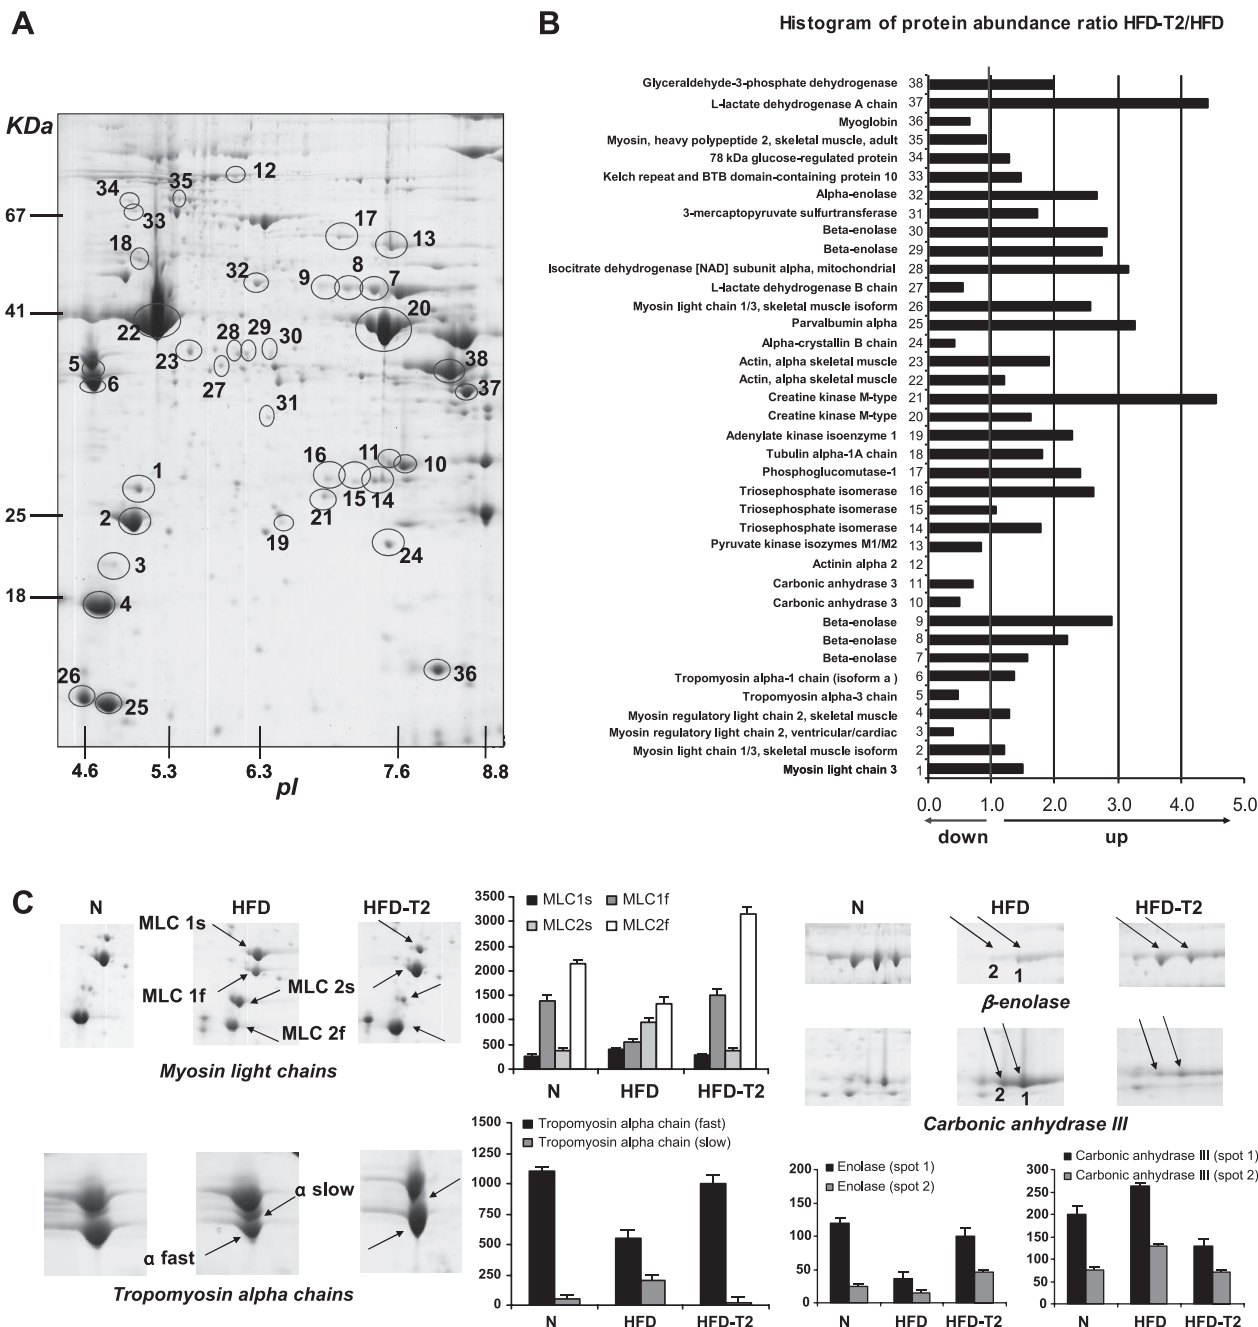 A
KDa
67
41
25
18
12
34
35
33
17
13
18
32
9
8
7
20
22
28
29
30
23
27
38
5
6
37
31
16
11
10
15
14
21
1
2
19
24
3
4
36
26
25
4.6
5.3
6.3
7.6
8.8
pI
B
Histogram of protein abundance ratio HFD-T2/HFD
Glyceraldehyde-3-phosphate dehydrogenase 38
L-lactate dehydrogenase A chain 37
Myoglobin 36
Myosin, heavy polypeptide 2, skeletal muscle, adult 35
78 kDa glucose-regulated protein 34
Kelch repeat and BTB domain-containing protein 10 33
Alpha-enolase 32
3-mercaptopyruvate sulfurtransferase 31
Beta-enolase 30
Beta-enolase 29
Isocitrate dehydrogenase [NAD] subunit alpha, mitochondrial 28
L-lactate dehydrogenase B chain 27
Myosin light chain 1/3, skeletal muscle isoform 26
Parvalbumin alpha 25
Alpha-crystallin B chain 24
Actin, alpha skeletal muscle 23
Actin, alpha skeletal muscle 22
Creatine kinase M-type 21
Creatine kinase M-type 20
Adenylate kinase isoenzyme 1 19
Tubulin alpha-1A chain 18
Phosphoglucomutase-1 17
Triosephosphate isomerase 16
Triosephosphate isomerase 15
Triosephosphate isomerase 14
Pyruvate kinase isozymes M1/M2 13
Actinin alpha 2 12
Carbonic anhydrase 3 11
Carbonic anhydrase 3 10
Beta-enolase 9
Beta-enolase 8
Beta-enolase 7
Tropomyosin alpha-1 chain (isoform a ) 6
Tropomyosin alpha-3 chain 5
Myosin regulatory light chain 2, skeletal muscle 4
Myosin regulatory light chain 2, ventricular/cardiac 3
Myosin light chain 1/3, skeletal muscle isoform 2
Myosin light chain 3 1
0.0 1.0 2.0 3.0 4.0 5.0
down up
C
N HFD HFD-T2
MLC 1s
MLC 1f
MLC 2s
MLC 2f
Myosin light chains
3500
3000
2500
2000
1500
1000
500
0
MLC1s MLC1f
MLC2s MLC2f
N HFD HFD-T2
N HFD HFD-T2
2 1
β-enolase
2 1
Carbonic anhydrase III
α slow
α fast
Tropomyosin alpha chains
1500
1250
1000
750
500
250
0
Tropomyosin alpha chain (fast)
Tropomyosin alpha chain (slow)
N HFD HFD-T2
200
150
100
50
0
Enolase (spot 1)
Enolase (spot 2)
N HFD HFD-T2
300
250
200
150
100
50
0
Carbonic anhydrase III (spot 1)
Carbonic anhydrase III (spot 2)
N HFD HFD-T2